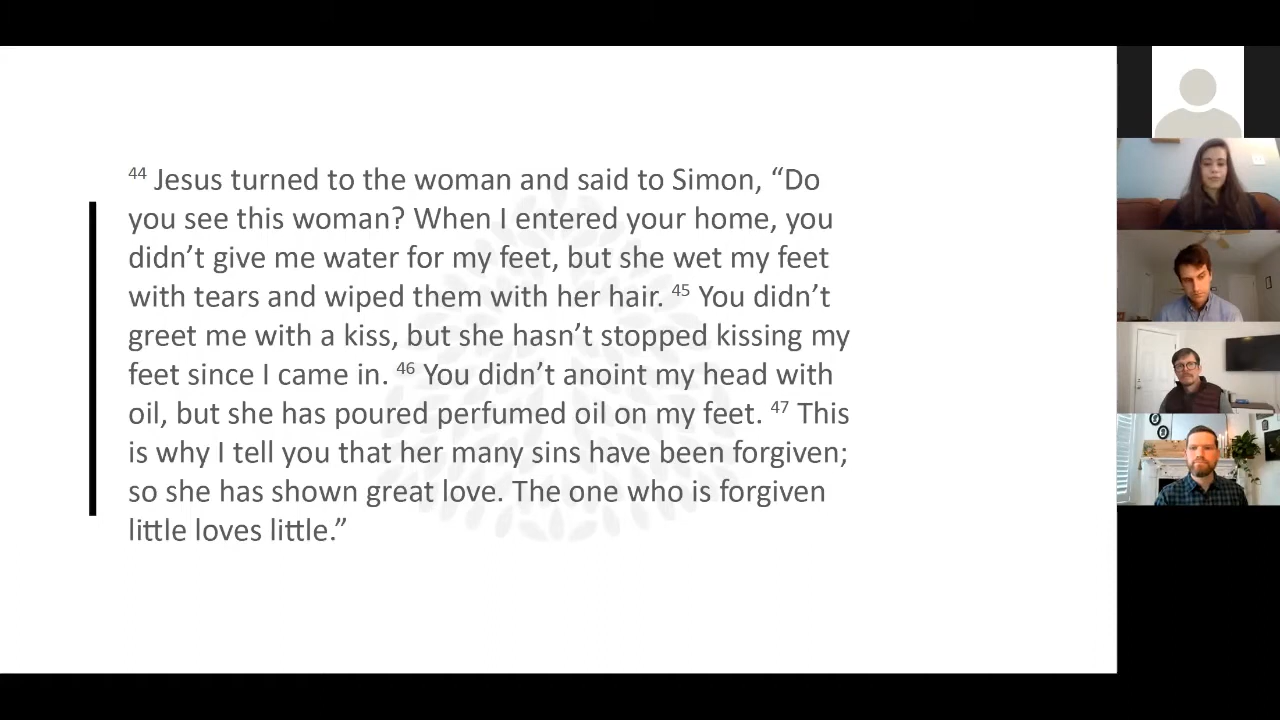 44 Jesus turned to the woman and said to Simon, “Do
you see this woman? When I entered your home, you
didn’t give me water for my feet, but she wet my feet
with tears and wiped them with her hair. 45 You didn’t
greet me with a kiss, but she hasn’t stopped kissing my
feet since I came in. 46 You didn’t anoint my head with
oil, but she has poured perfumed oil on my feet. 47 This
is why I tell you that her many sins have been forgiven;
so she has shown great love. The one who is forgiven
little loves little.”